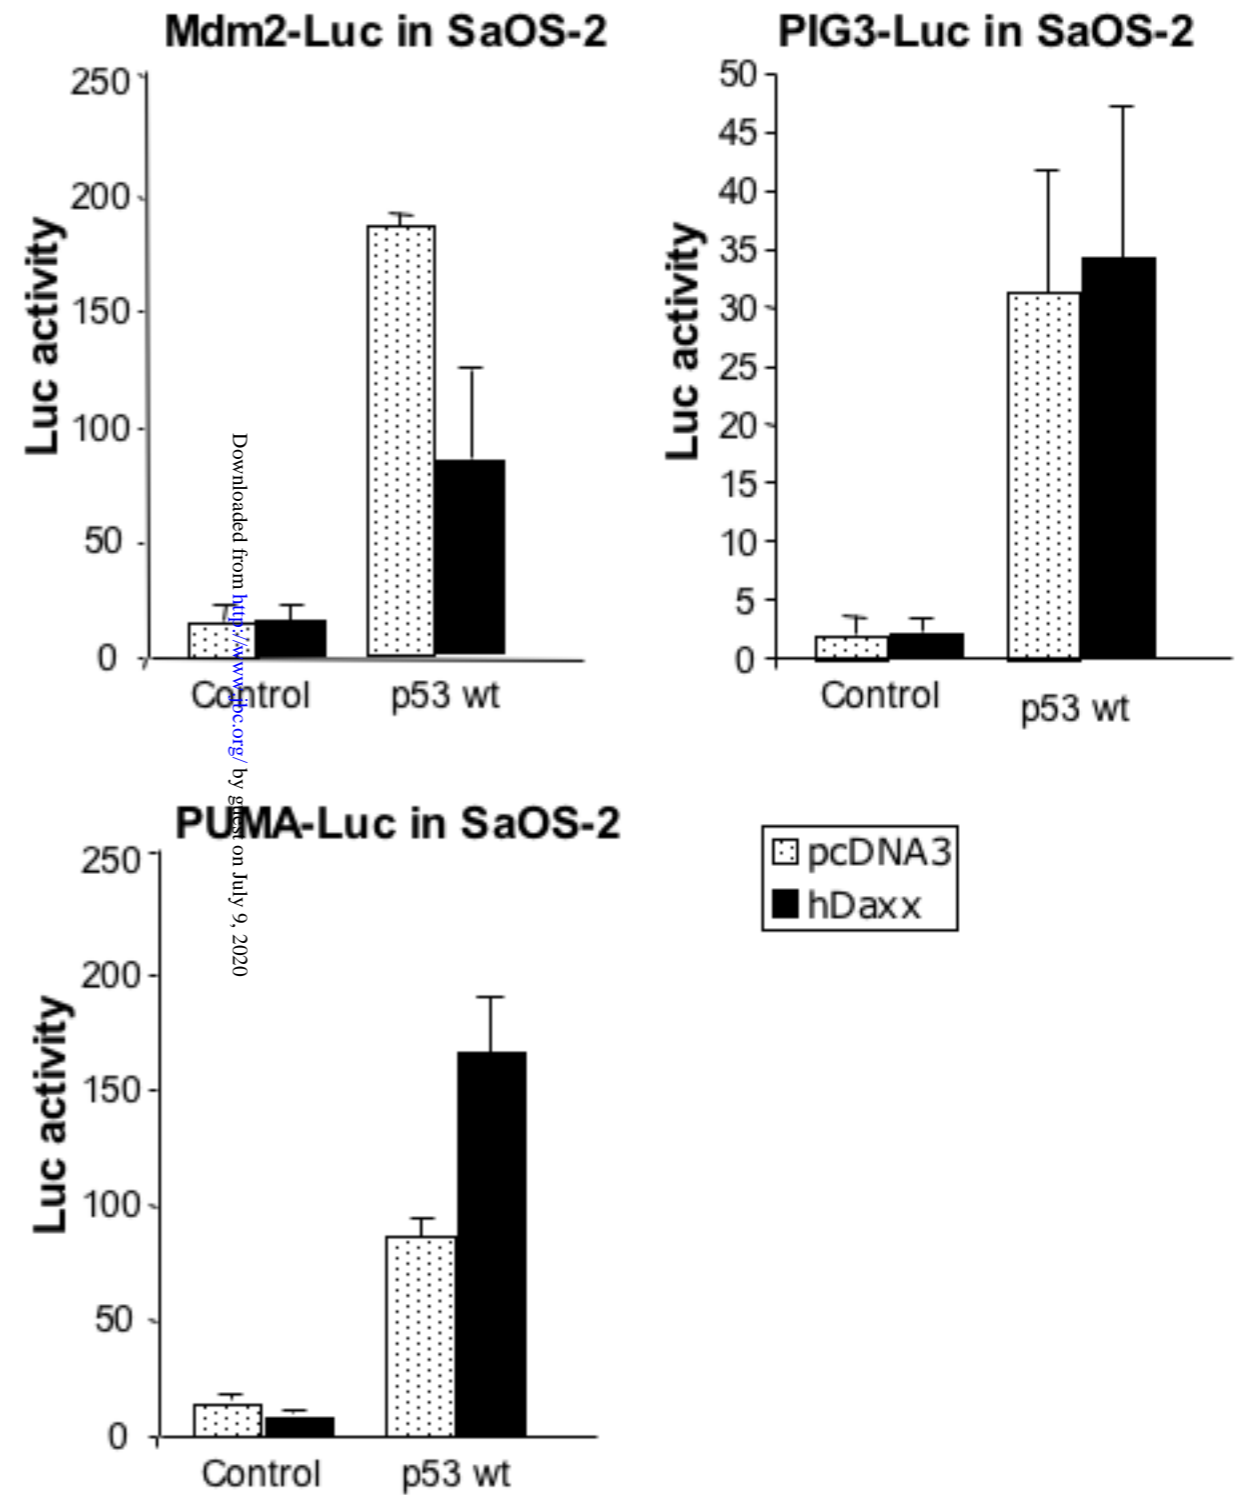 Mdm2-Luc in SaOS-2
Luc activity
250
200
150
100
50
0
Control
p53 wt
PIG3-Luc in SaOS-2
Luc activity
50
45
40
35
30
25
20
15
10
5
0
Control
p53 wt
Downloaded from http://www.jbc.org/ by guest on July 9, 2020
PUMA-Luc in SaOS-2
Luc activity
250
200
150
100
50
0
Control
p53 wt
pcDNA3
hDaxx